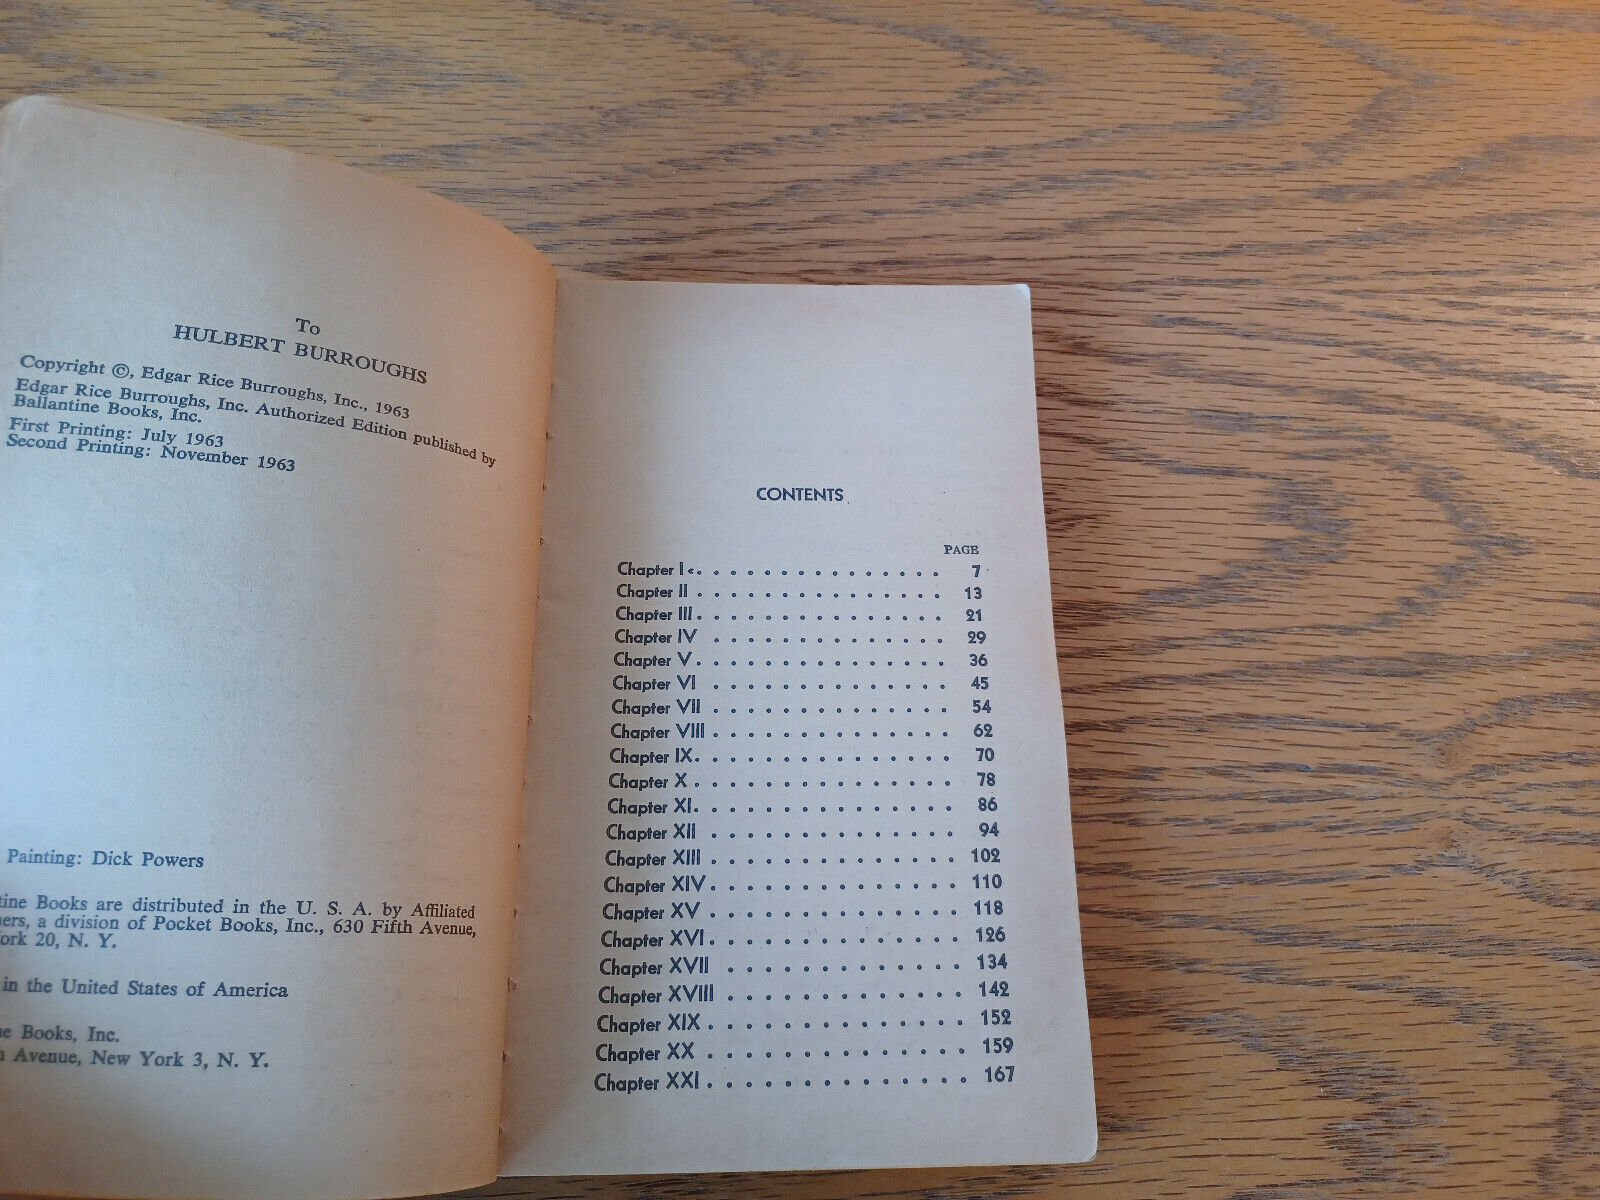 To
HULBERT BURROUGHS
Copyright ©, Edgar Rice Burroughs, Inc., 1963
Edgar Rice Burroughs, Inc. Authorized Edition published by
Ballantine Books, Inc.
First Printing: July 1963
Second Printing: November 1963
Painting: Dick Powers
tine Books are distributed in the U. S. A. by Affiliated
ers, a division of Pocket Books, Inc., 630 Fifth Avenue,
ork 20, N. Y.
in the United States of America
ne Books, Inc.
Avenue, New York 3, N. Y.
CONTENTS
PAGE
Chapter I . . . . . . . . . . . . . . 7
Chapter II . . . . . . . . . . . . . . 13
Chapter III . . . . . . . . . . . . . . 21
Chapter IV . . . . . . . . . . . . . 29
Chapter V . . . . . . . . . . . . . . 36
Chapter VI . . . . . . . . . . . . . 45
Chapter VII . . . . . . . . . . . . . 54
Chapter VIII . . . . . . . . . . . . . 62
Chapter IX . . . . . . . . . . . . . . 70
Chapter X . . . . . . . . . . . . . . 78
Chapter XI . . . . . . . . . . . . . . 86
Chapter XII . . . . . . . . . . . . . 94
Chapter XIII . . . . . . . . . . . . . 102
Chapter XIV . . . . . . . . . . . . . 110
Chapter XV . . . . . . . . . . . . . 118
Chapter XVI . . . . . . . . . . . . . 126
Chapter XVII . . . . . . . . . . . . 134
Chapter XVIII . . . . . . . . . . . . 142
Chapter XIX . . . . . . . . . . . . . 152
Chapter XX . . . . . . . . . . . . . 159
Chapter XXI . . . . . . . . . . . . . 167